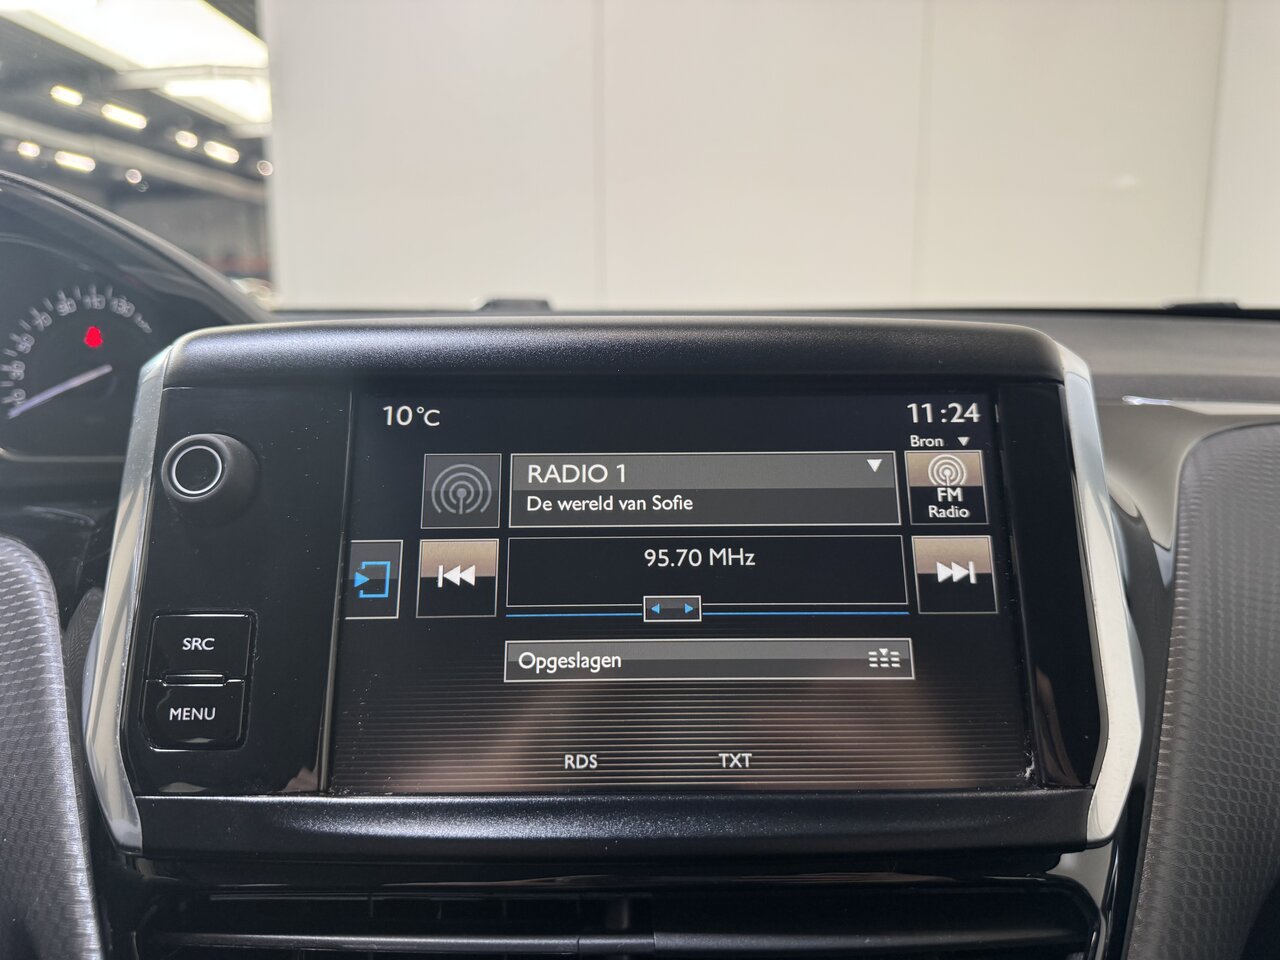 10°C
11:24
Bron
RADIO 1
De wereld van Sofie
FM
Radio
95.70 MHz
SRC
Opgeslagen
MENU
RDS
TXT